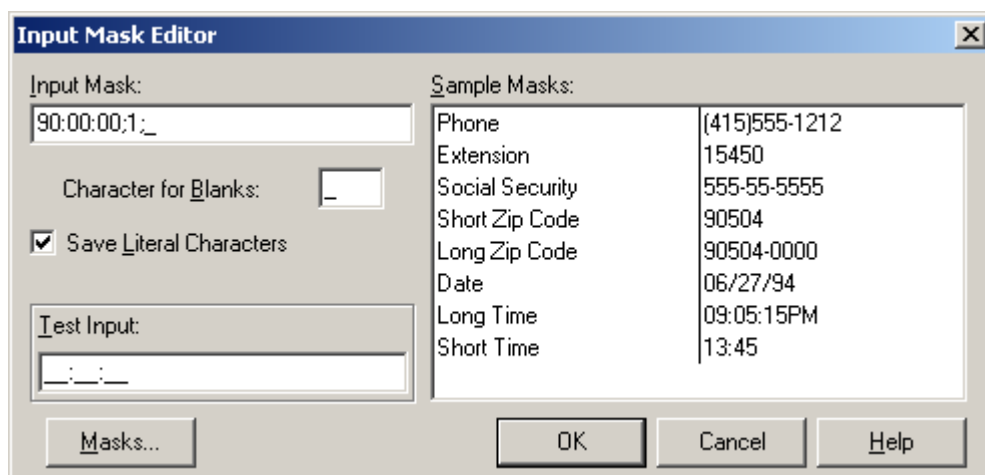 Input Mask Editor
Input Mask:
90:00:00;1;_
Character for Blanks: _
Save Literal Characters
Test Input:
__:__:__
Masks...
Sample Masks:
Phone (415)555-1212
Extension 15450
Social Security 555-55-5555
Short Zip Code 90504
Long Zip Code 90504-0000
Date 06/27/94
Long Time 09:05:15PM
Short Time 13:45
OK Cancel Help